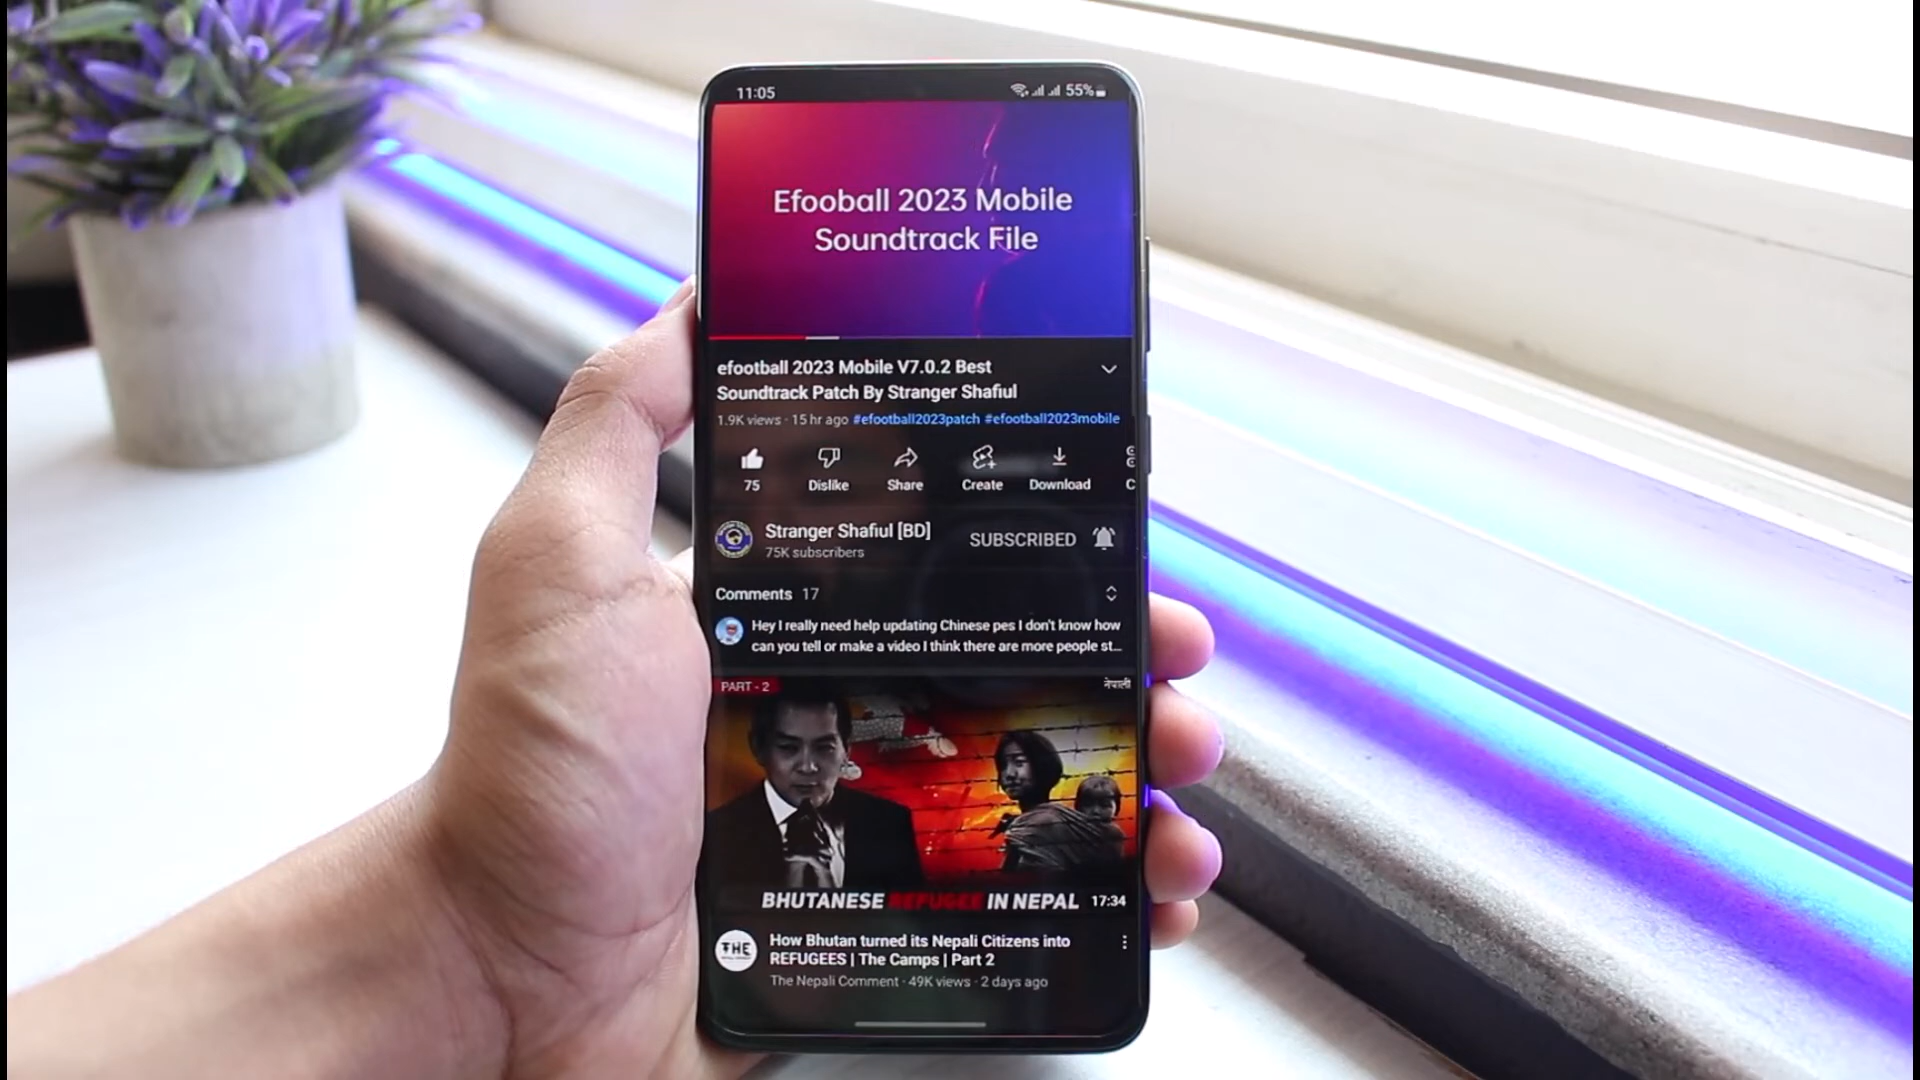 11:05
55%
Efooball 2023 Mobile
Soundtrack File
efootball 2023 Mobile V7.0.2 Best
Soundtrack Patch By Stranger Shafiul
1.9K views · 15 hr ago #efootball2023patch #efootball2023mobile
75 Dislike Share Create Download C
Stranger Shafiul [BD]
75K subscribers
SUBSCRIBED
Comments 17
Hey I really need help updating Chinese pes I don't know how
can you tell or make a video I think there are more people st...
PART - 2
नेपाली
BHUTANESE REFUGEE IN NEPAL
17:34
THE
How Bhutan turned its Nepali Citizens into
REFUGEES | The Camps | Part 2
The Nepali Comment · 49K views · 2 days ago